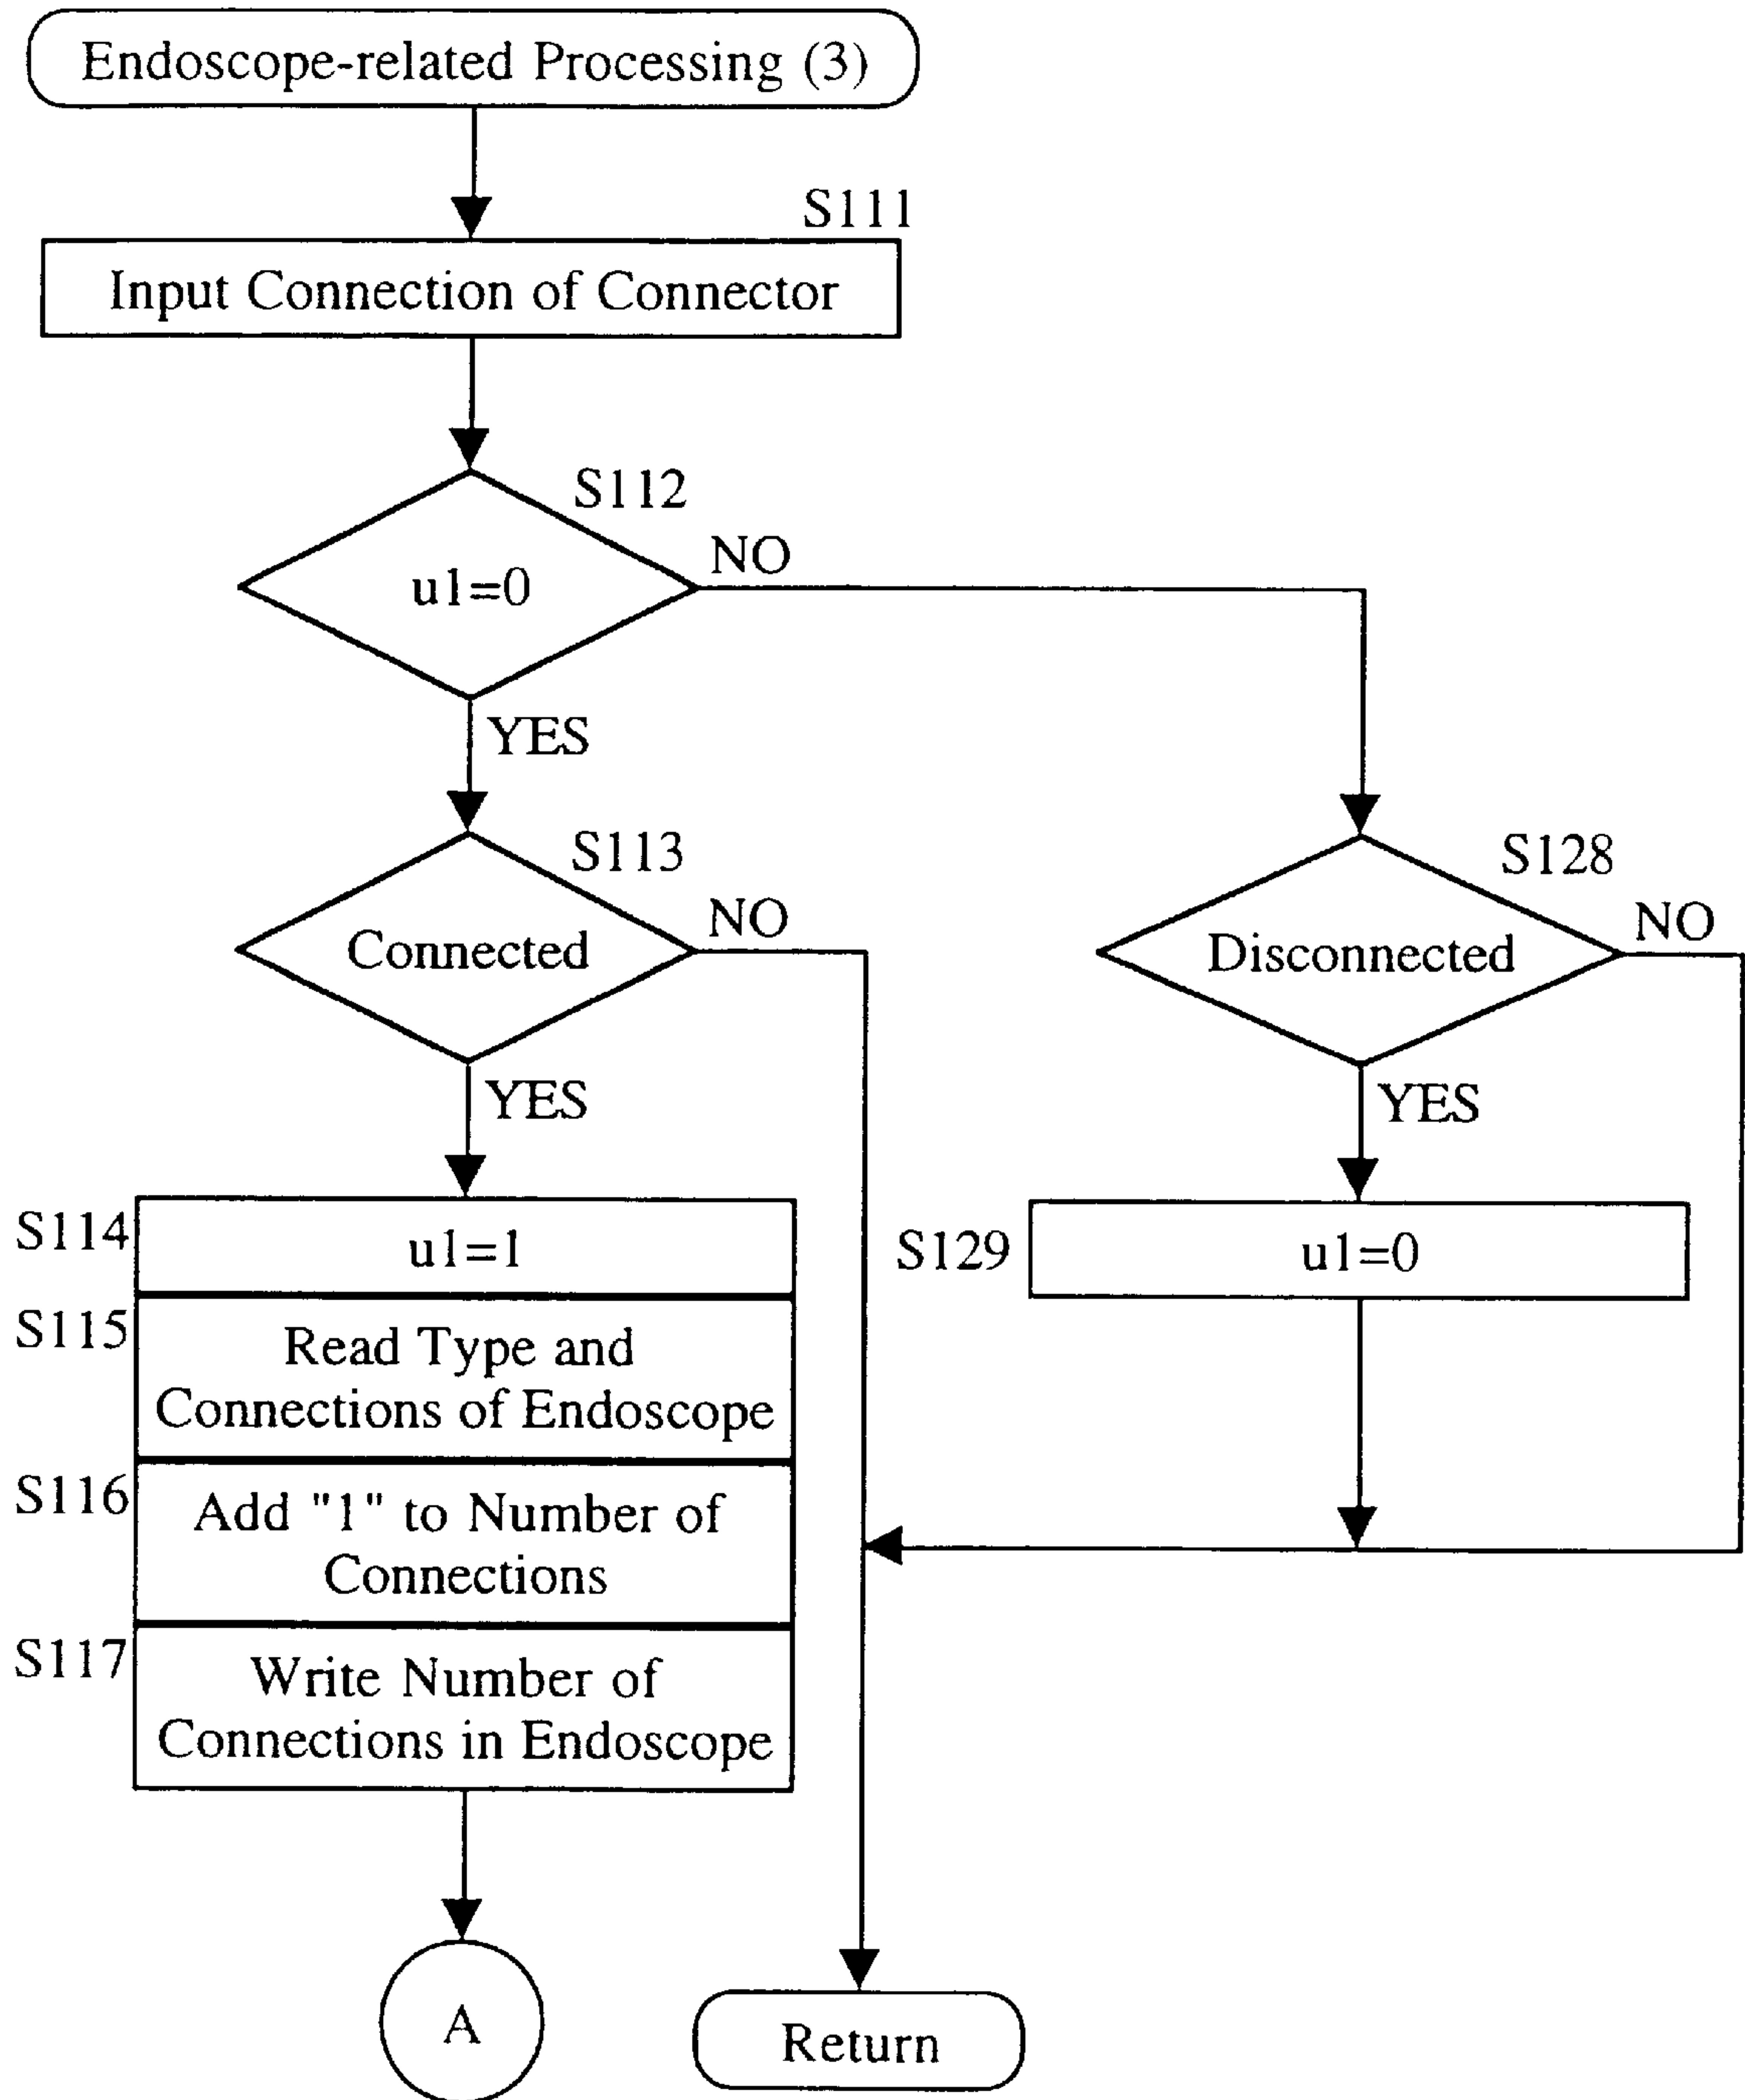 Endoscope-related Processing (3)
S111
Input Connection of Connector
S112
u1=0
NO
YES
S113
Connected
NO
YES
S128
Disconnected
NO
YES
S114
u1=1
S115
Read Type and
Connections of Endoscope
S116
Add "1" to Number of
Connections
S117
Write Number of
Connections in Endoscope
S129
u1=0
A
Return